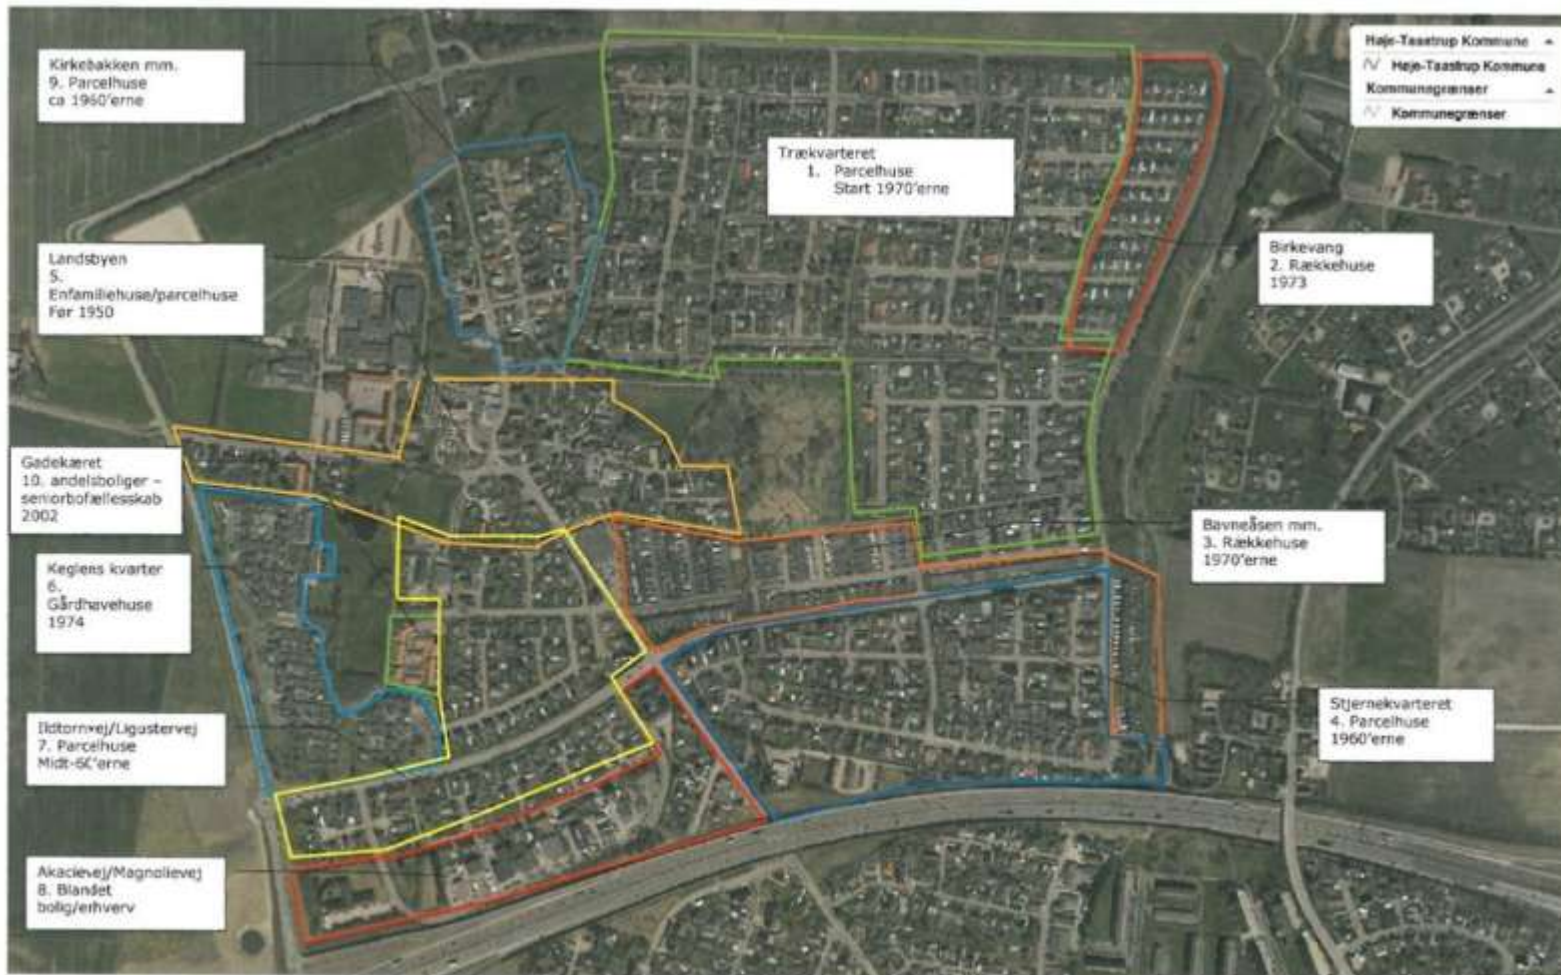 Kirkebakken mm.
9. Parcelhuse
ca 1960'erne
Landsbyen
5.
Enfamiliehuse/parcelhuse
Før 1950
Gadekæret
10. andelsboliger –
seniorbofællesskab
2002
Keglens kvarter
6.
Gårdhavehuse
1974
Ildtornvej/Ligustervej
7. Parcelhuse
Midt-60'erne
Akacievej/Magnolievej
8. Blandet
bolig/erhverv
Trækvarteret
1. Parcelhuse
Start 1970'erne
Høje-Taastrup Kommune
Høje-Taastrup Kommune
Kommunegrænser
Kommunegrænser
Birkevang
2. Rækkehuse
1973
Bavneåsen mm.
3. Rækkehuse
1970'erne
Stjernekvarteret
4. Parcelhuse
1960'erne